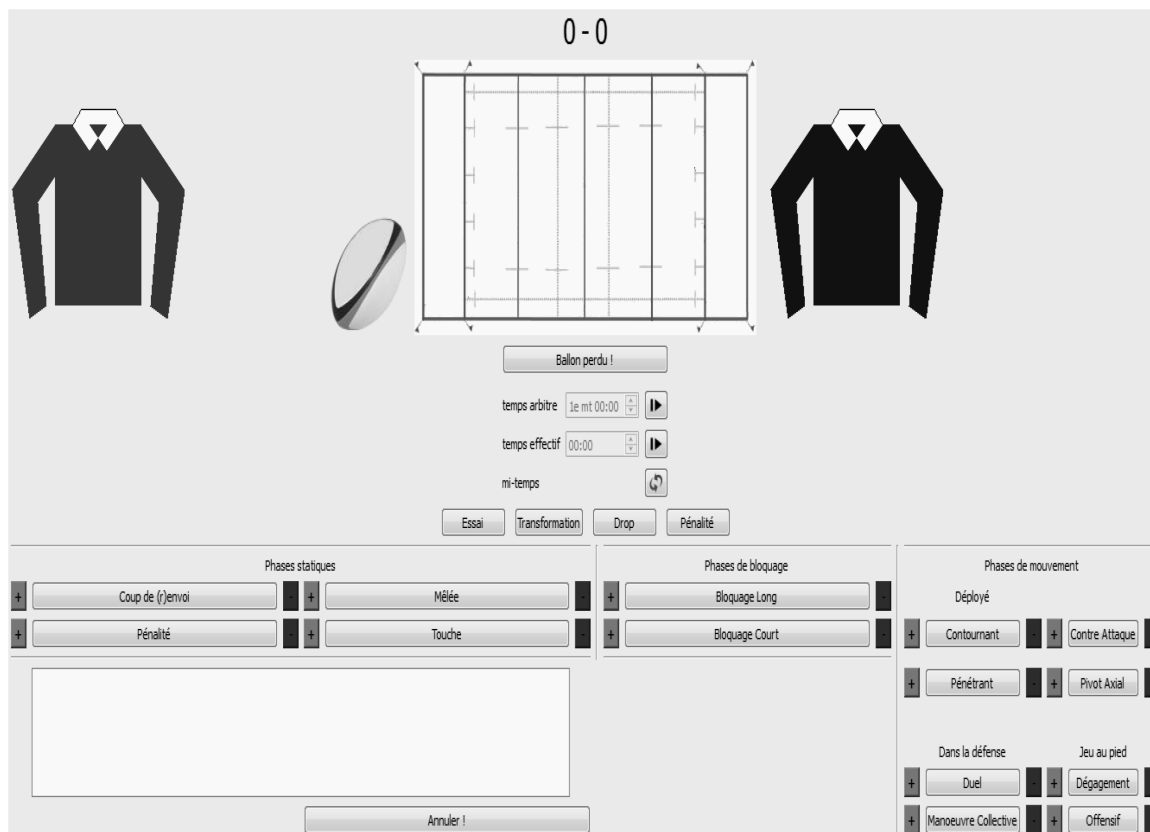 0 - 0
Ballon perdu !
temps arbitre 1e mt 00:00
temps effectif 00:00
mi-temps
Essai Transformation Drop Pénalité
Phases statiques
+ Coup de (r)envoi - + Mêlée -
+ Pénalité - + Touche -
Phases de bloquage
+ Bloquage Long -
+ Bloquage Court -
Phases de mouvement
Déployé
+ Contournant - + Contre Attaque
+ Pénétrant - + Pivot Axial
Dans la défense Jeu au pied
+ Duel - + Dégagement
+ Manoeuvre Collective - + Offensif
Annuler !